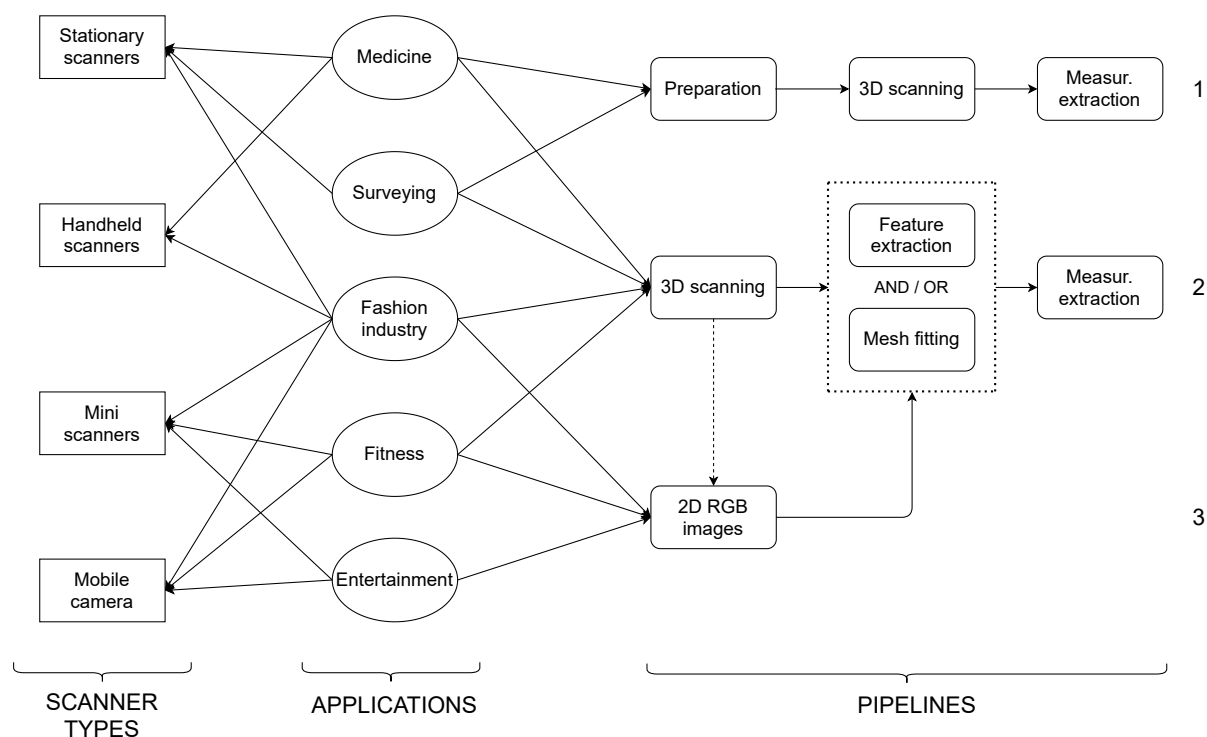 Stationary
scanners
Handheld
scanners
Mini
scanners
Mobile
camera
SCANNER
TYPES
Medicine
Surveying
Fashion
industry
Fitness
Entertainment
APPLICATIONS
Preparation
3D scanning
Measur.
extraction
1
3D scanning
Feature
extraction
AND / OR
Mesh fitting
Measur.
extraction
2
2D RGB
images
3
PIPELINES